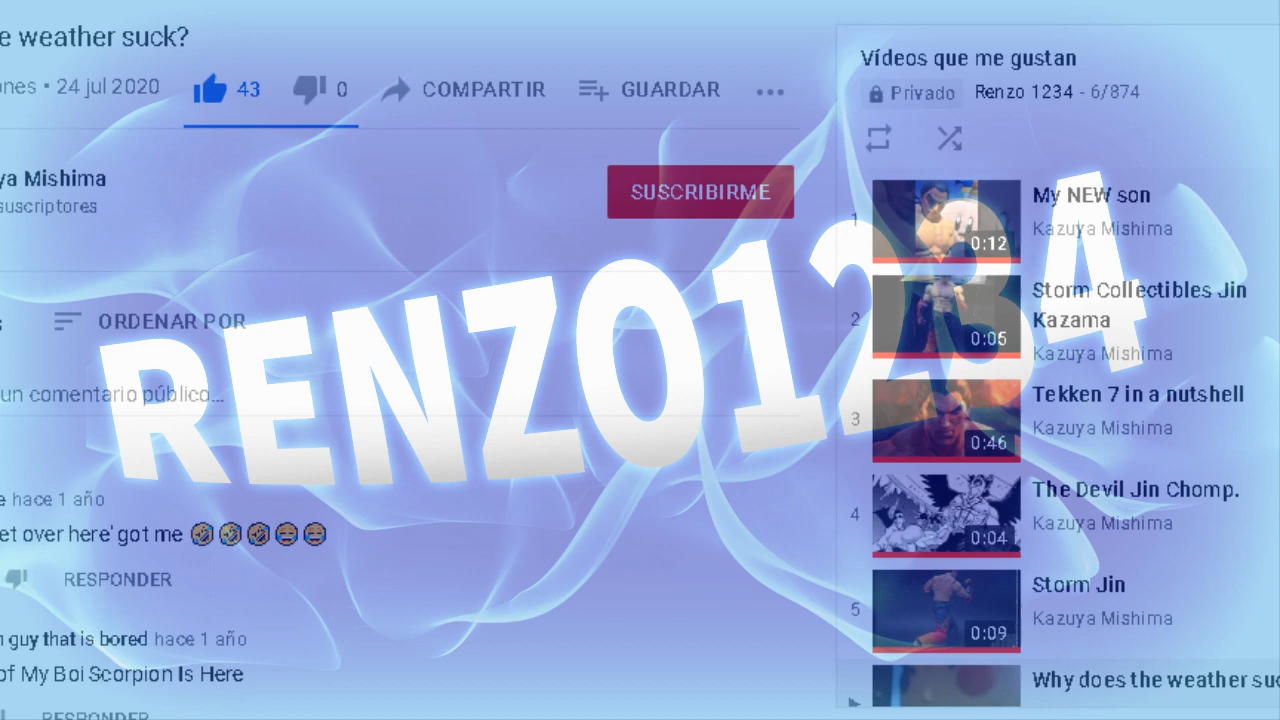 e weather suck?
ones • 24 jul 2020
43
0
COMPARTIR
GUARDAR
ya Mishima
suscriptores
SUSCRIBIRME
ORDENAR POR
un comentario público...
e hace 1 año
et over here' got me 🤣🤣🤣😂😂
RESPONDER
n guy that is bored hace 1 año
of My Boi Scorpion Is Here
RESPONDER
RENZO1234
Vídeos que me gustan
Privado
Renzo 1234 - 6/874
1
0:12
My NEW son
Kazuya Mishima
2
0:05
Storm Collectibles Jin
Kazama
Kazuya Mishima
3
0:46
Tekken 7 in a nutshell
Kazuya Mishima
4
0:04
The Devil Jin Chomp.
Kazuya Mishima
5
0:09
Storm Jin
Kazuya Mishima
Why does the weather suc